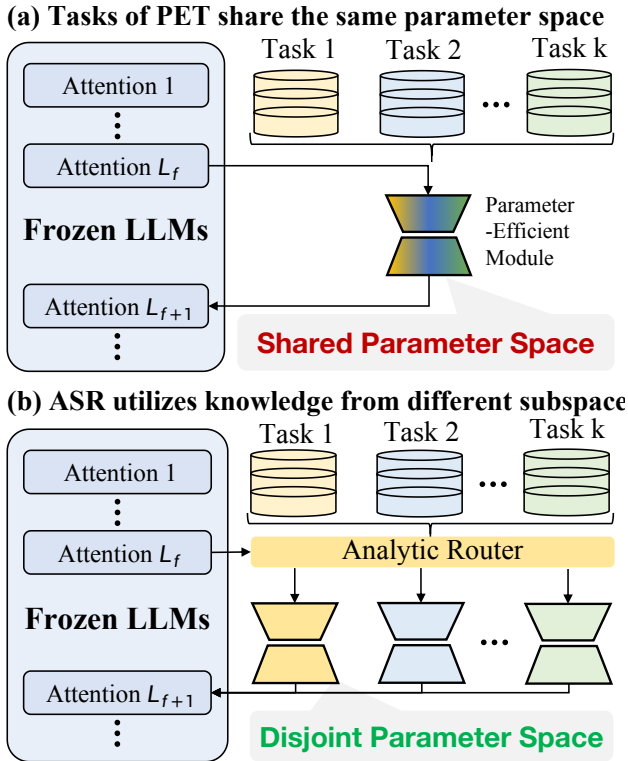 (a) Tasks of PET share the same parameter space
Task 1
Task 2
Task k
Attention 1
...
Attention L_f
Frozen LLMs
Parameter
-Efficient
Module
Attention L_{f+1}
Shared Parameter Space
(b) ASR utilizes knowledge from different subspace
Task 1
Task 2
Task k
Attention 1
...
Attention L_f
Analytic Router
Frozen LLMs
...
Attention L_{f+1}
Disjoint Parameter Space